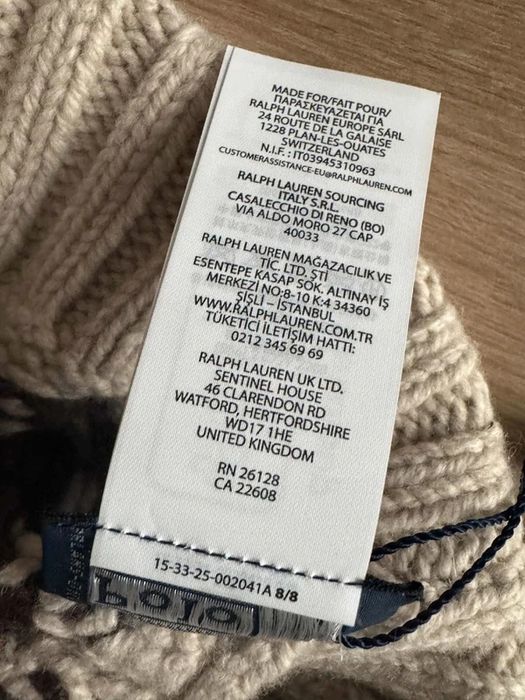 MADE FOR/FAIT POUR/
ΠΑΡΑΣΚΕΥΑΖΕΤΑΙ ΓΙΑ
RALPH LAUREN EUROPE SÀRL
24 ROUTE DE LA GALAISE
1228 PLAN-LES-OUATES
SWITZERLAND
N.I.F. : IT03945310963
CUSTOMERASSISTANCE-EU@RALPHLAUREN.COM
RALPH LAUREN SOURCING
ITALY S.R.L.
CASALECCHIO DI RENO (BO)
VIA ALDO MORO 27 CAP
40033
RALPH LAUREN MAĞAZACILIK VE
TİC. LTD. ŞTİ
ESENTEPE KASAP SOK. ALTINAY İŞ
MERKEZİ NO:8-10 K:4 34360
ŞİŞLİ – İSTANBUL
WWW.RALPHLAUREN.COM.TR
TÜKETİCİ İLETİŞİM HATTI:
0212 345 69 69
RALPH LAUREN UK LTD.
SENTINEL HOUSE
46 CLARENDON RD
WATFORD, HERTFORDSHIRE
WD17 1HE
UNITED KINGDOM
RN 26128
CA 22608
15-33-25-002041A 8/8